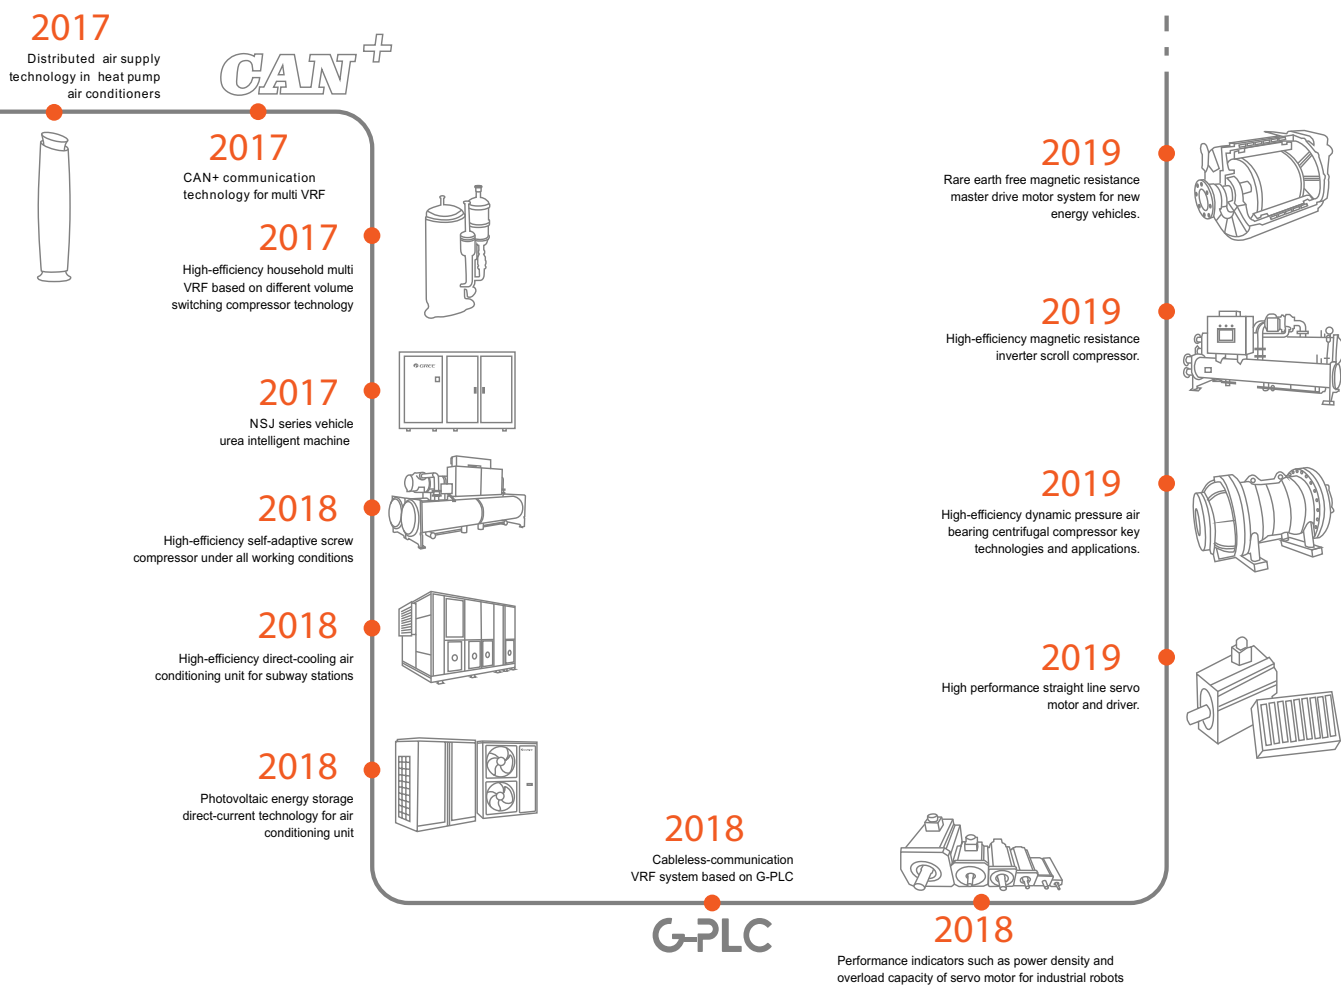 2017
Distributed air supply
technology in heat pump
air conditioners
CAN+
2017
CAN+ communication
technology for multi VRF
2017
High-efficiency household multi
VRF based on different volume
switching compressor technology
GREE
2017
NSJ series vehicle
urea intelligent machine
2018
High-efficiency self-adaptive screw
compressor under all working conditions
2018
High-efficiency direct-cooling air
conditioning unit for subway stations
2018
Photovoltaic energy storage
direct-current technology for air
conditioning unit
2018
Cableless-communication
VRF system based on G-PLC
G-PLC
2018
Performance indicators such as power density and
overload capacity of servo motor for industrial robots
2019
High performance straight line servo
motor and driver.
2019
High-efficiency dynamic pressure air
bearing centrifugal compressor key
technologies and applications.
2019
High-efficiency magnetic resistance
inverter scroll compressor.
2019
Rare earth free magnetic resistance
master drive motor system for new
energy vehicles.